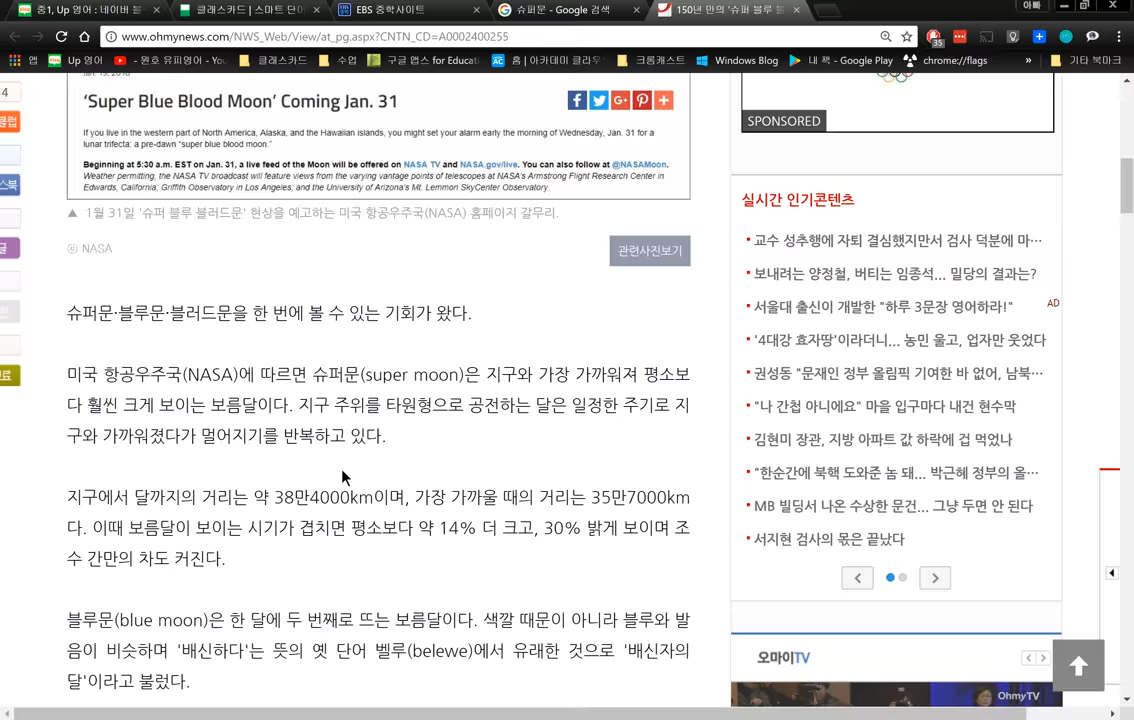 중1, Up 영어 : 네이버 블
클래스카드 | 스마트 단어
EBS 중학사이트
슈퍼문 - Google 검색
150년 만의 '슈퍼 블루 블
아빠
www.ohmynews.com/NWS_Web/View/at_pg.aspx?CNTN_CD=A0002400255
35
앱
Up 영어
- 원호 유피영어 - You
클래스카드
수업
구글 앱스 for Educati
홈 | 아카데미 클라우
크롬캐스트
Windows Blog
내 책 - Google Play
chrome://flags
»
기타 북마크
‘Super Blue Blood Moon’ Coming Jan. 31
If you live in the western part of North America, Alaska, and the Hawaiian islands, you might set your alarm early the morning of Wednesday, Jan. 31 for a
lunar trifecta: a pre-dawn “super blue blood moon.”
Beginning at 5:30 a.m. EST on Jan. 31, a live feed of the Moon will be offered on NASA TV and NASA.gov/live. You can also follow at @NASAMoon.
Weather permitting, the NASA TV broadcast will feature views from the varying vantage points of telescopes at NASA's Armstrong Flight Research Center in
Edwards, California; Griffith Observatory in Los Angeles; and the University of Arizona's Mt. Lemmon SkyCenter Observatory.
▲ 1월 31일 '슈퍼 블루 블러드문' 현상을 예고하는 미국 항공우주국(NASA) 홈페이지 갈무리.
ⓒ NASA
관련사진보기
슈퍼문·블루문·블러드문을 한 번에 볼 수 있는 기회가 왔다.
미국 항공우주국(NASA)에 따르면 슈퍼문(super moon)은 지구와 가장 가까워져 평소보
다 훨씬 크게 보이는 보름달이다. 지구 주위를 타원형으로 공전하는 달은 일정한 주기로 지
구와 가까워졌다가 멀어지기를 반복하고 있다.
지구에서 달까지의 거리는 약 38만4000km이며, 가장 가까울 때의 거리는 35만7000km
다. 이때 보름달이 보이는 시기가 겹치면 평소보다 약 14% 더 크고, 30% 밝게 보이며 조
수 간만의 차도 커진다.
블루문(blue moon)은 한 달에 두 번째로 뜨는 보름달이다. 색깔 때문이 아니라 블루와 발
음이 비슷하며 '배신하다'는 뜻의 옛 단어 벨루(belewe)에서 유래한 것으로 '배신자의
달'이라고 불렀다.
SPONSORED
실시간 인기콘텐츠
교수 성추행에 자퇴 결심했지만서 검사 덕분에 마…
보내려는 양정철, 버티는 임종석... 밀당의 결과는?
서울대 출신이 개발한 "하루 3문장 영어하라!"
AD
'4대강 효자땅'이라더니... 농민 울고, 업자만 웃었다
권성동 "문재인 정부 올림픽 기여한 바 없어, 남북…
"나 간첩 아니에요" 마을 입구마다 내건 현수막
김현미 장관, 지방 아파트 값 하락에 겁 먹었나
"한순간에 북핵 도와준 놈 돼... 박근혜 정부의 올…
MB 빌딩서 나온 수상한 문건... 그냥 두면 안 된다
서지현 검사의 몫은 끝났다
오마이TV
OhmyTV